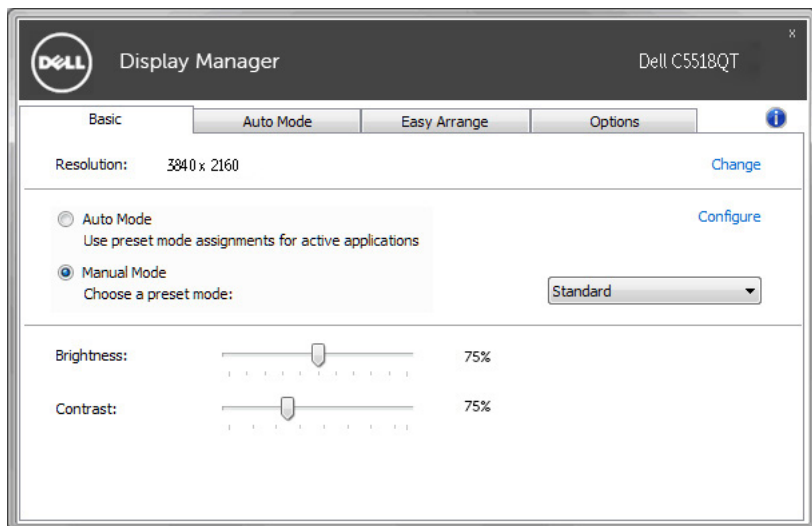 x
DELL Display Manager Dell C5518QT
Basic Auto Mode Easy Arrange Options i
Resolution: 3840 x 2160 Change
Auto Mode Configure
Use preset mode assignments for active applications
Manual Mode
Choose a preset mode: Standard
Brightness: 75%
Contrast: 75%